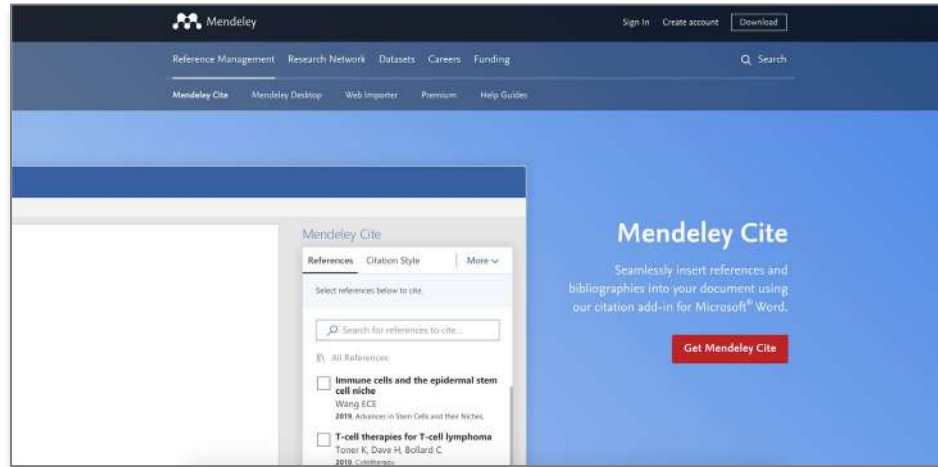 Mendeley
Sign In Create account Download
Reference Management Research Network Datasets Careers Funding Search
Mendeley Cite Mendeley Desktop Web Importer Premium Help Guides
Mendeley Cite
References Citation Style More
Select references below to cite.
Search for references to cite...
All References
Immune cells and the epidermal stem
cell niche
Wang ECE
2019, Advances in Stem Cells and their Niches,
T-cell therapies for T-cell lymphoma
Toner K, Dave H, Bollard C
2019, Cytotherapy
Mendeley Cite
Seamlessly insert references and
bibliographies into your document using
our citation add-in for Microsoft® Word.
Get Mendeley Cite